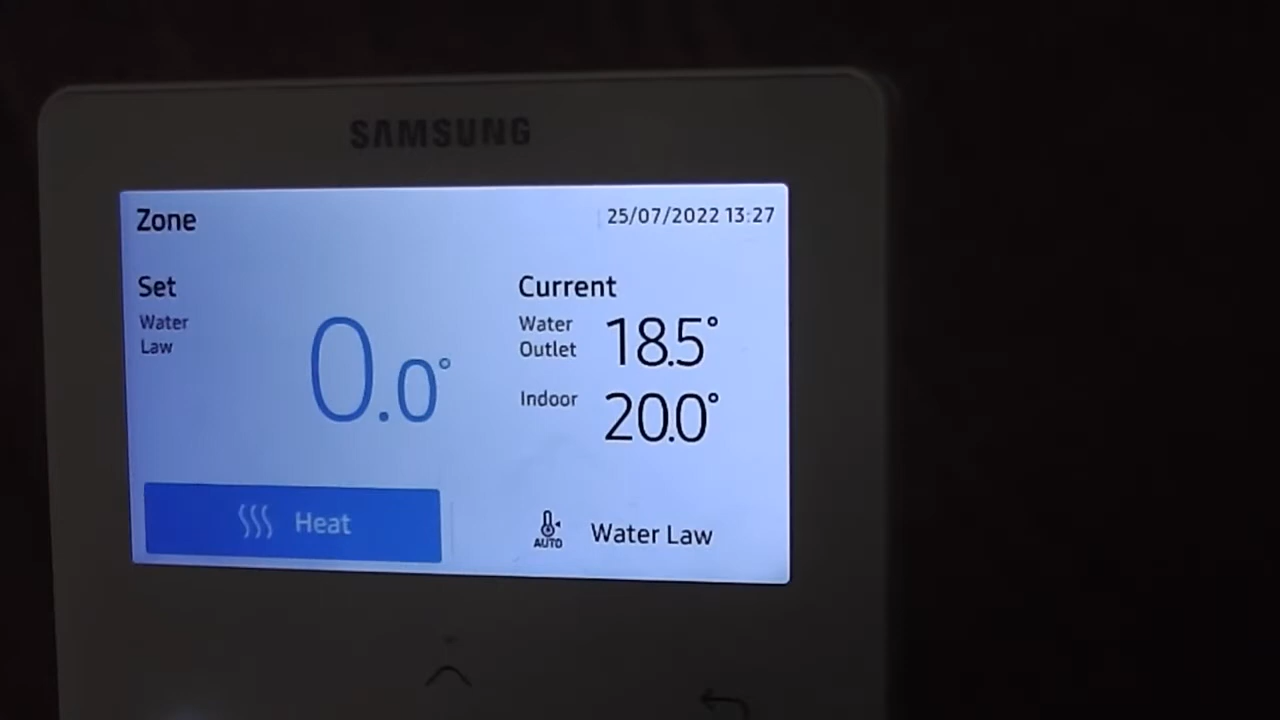 SAMSUNG
Zone
25/07/2022 13:27
Set
Water
Law
0.0°
Current
Water
Outlet
18.5°
Indoor
20.0°
Heat
AUTO
Water Law